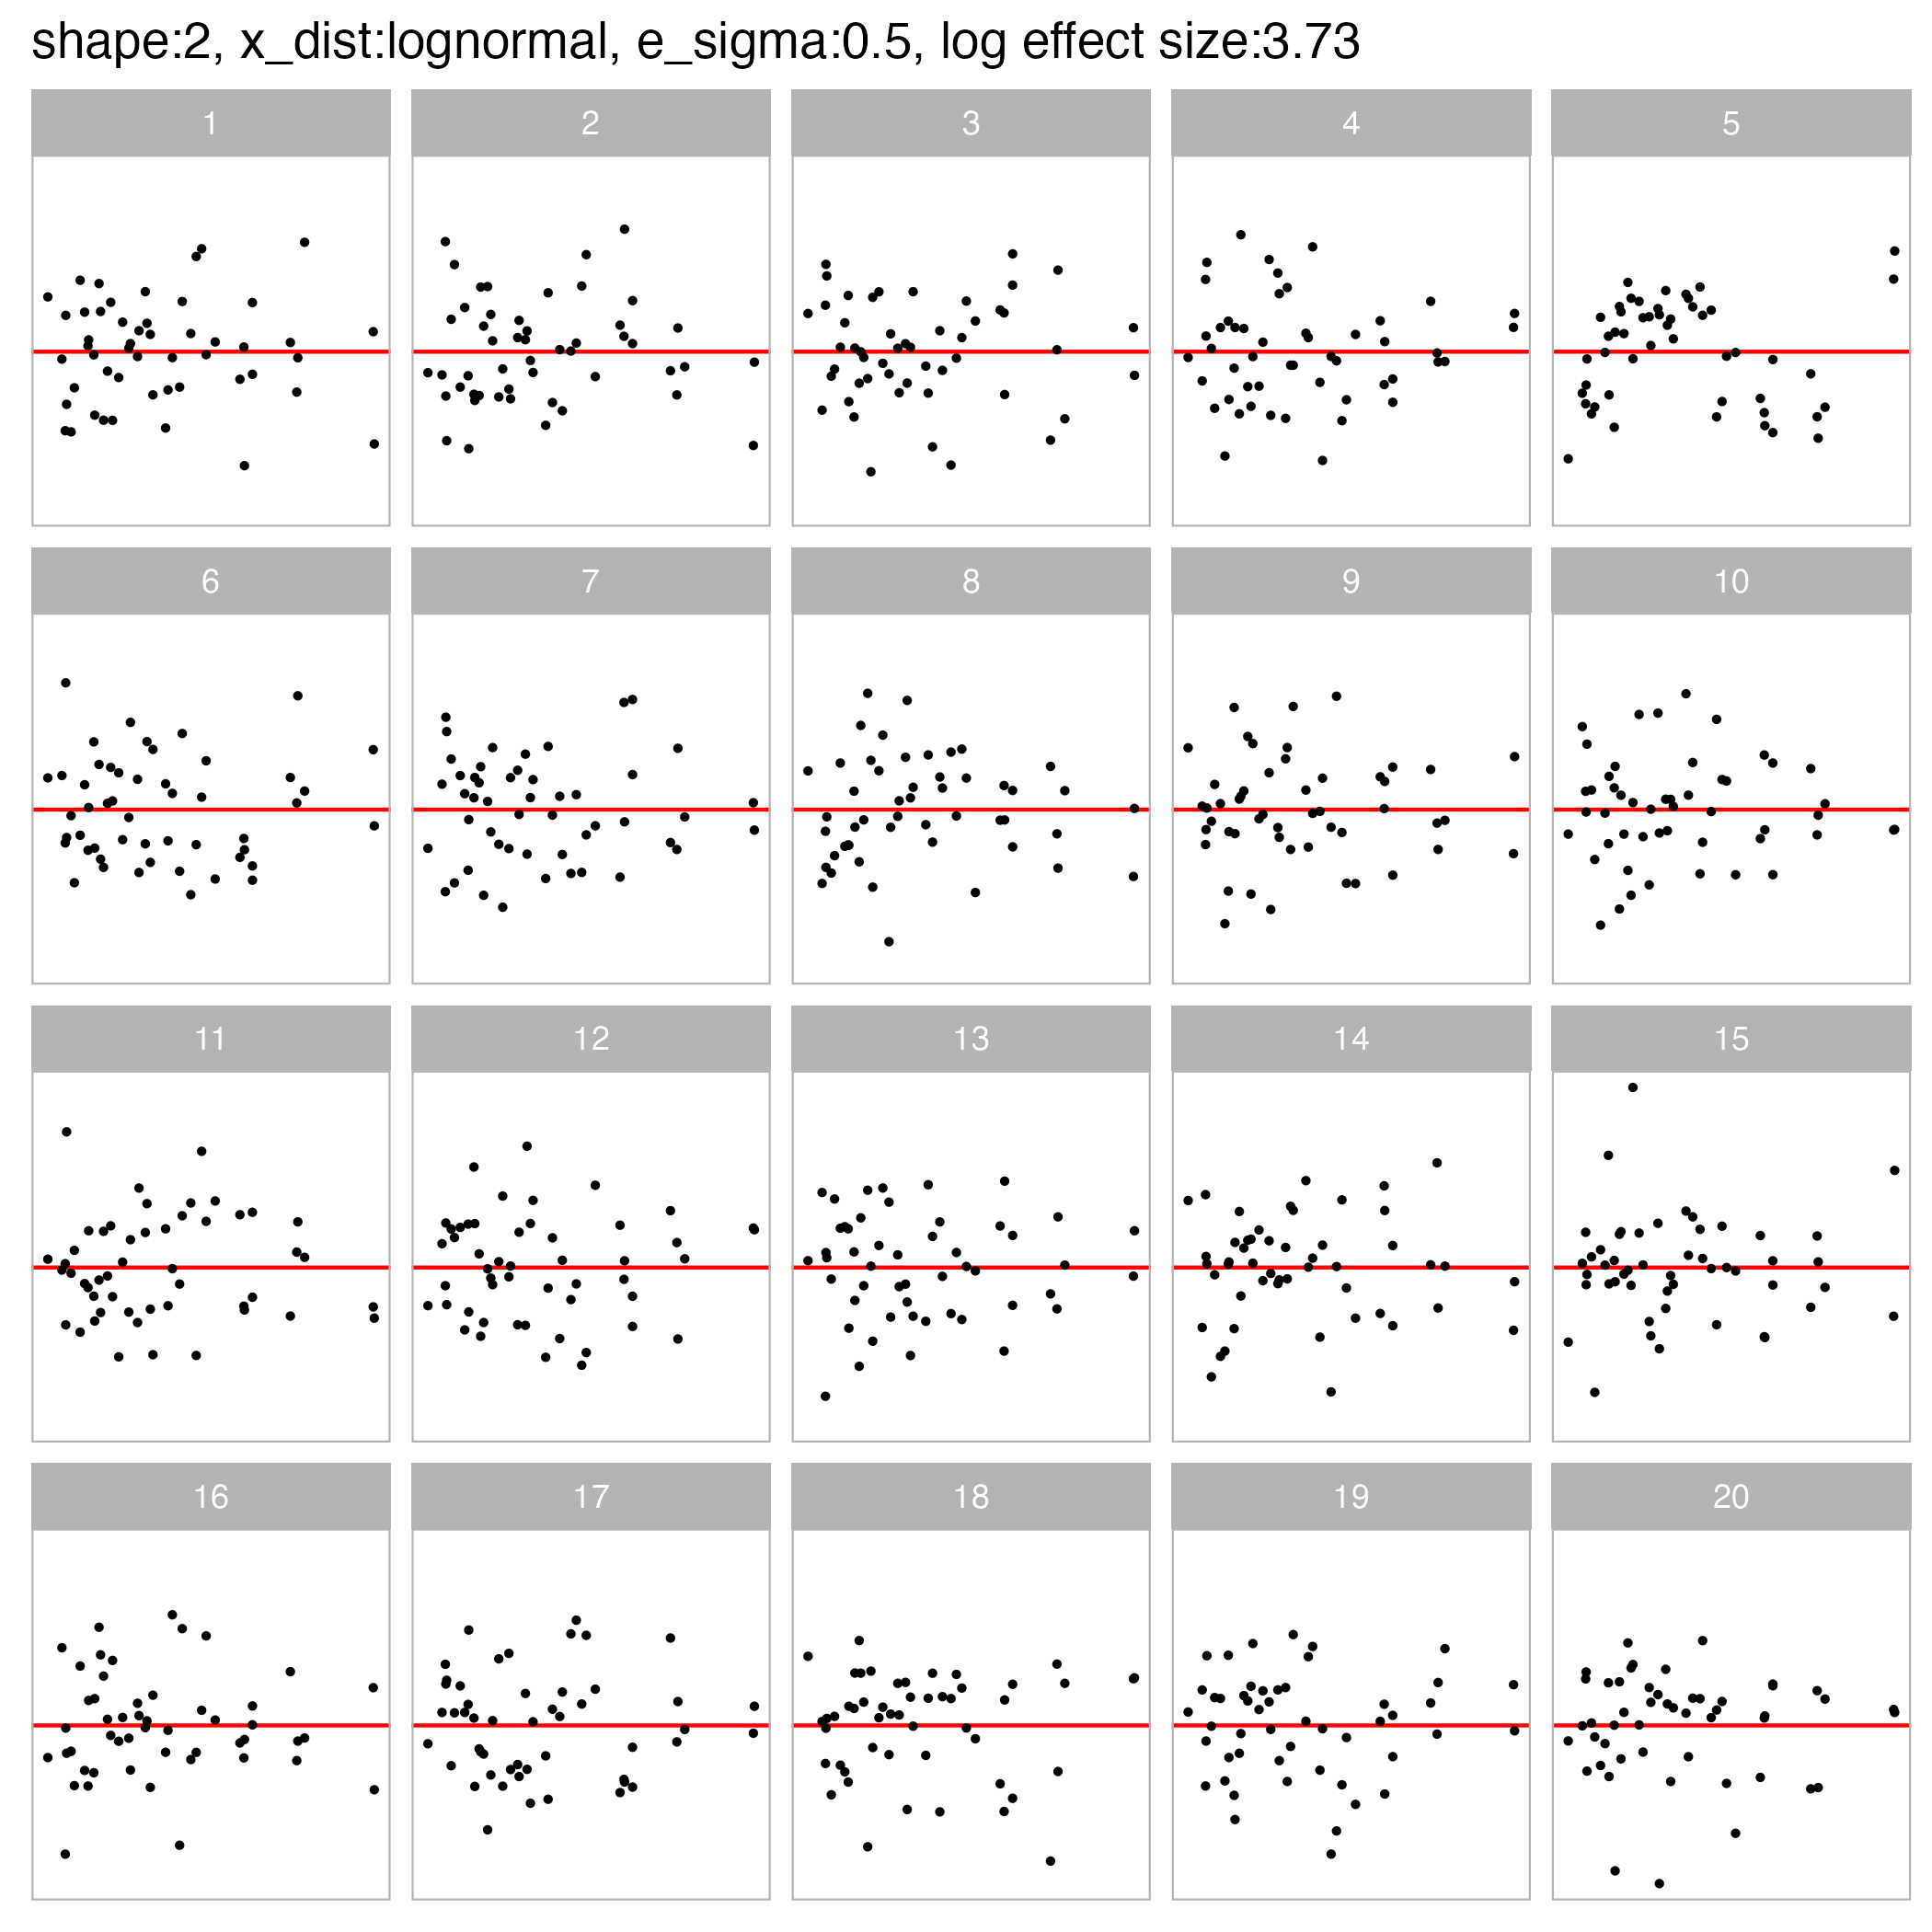 shape:2, x_dist:lognormal, e_sigma:0.5, log effect size:3.73
1 2 3 4 5
6 7 8 9 10
11 12 13 14 15
16 17 18 19 20